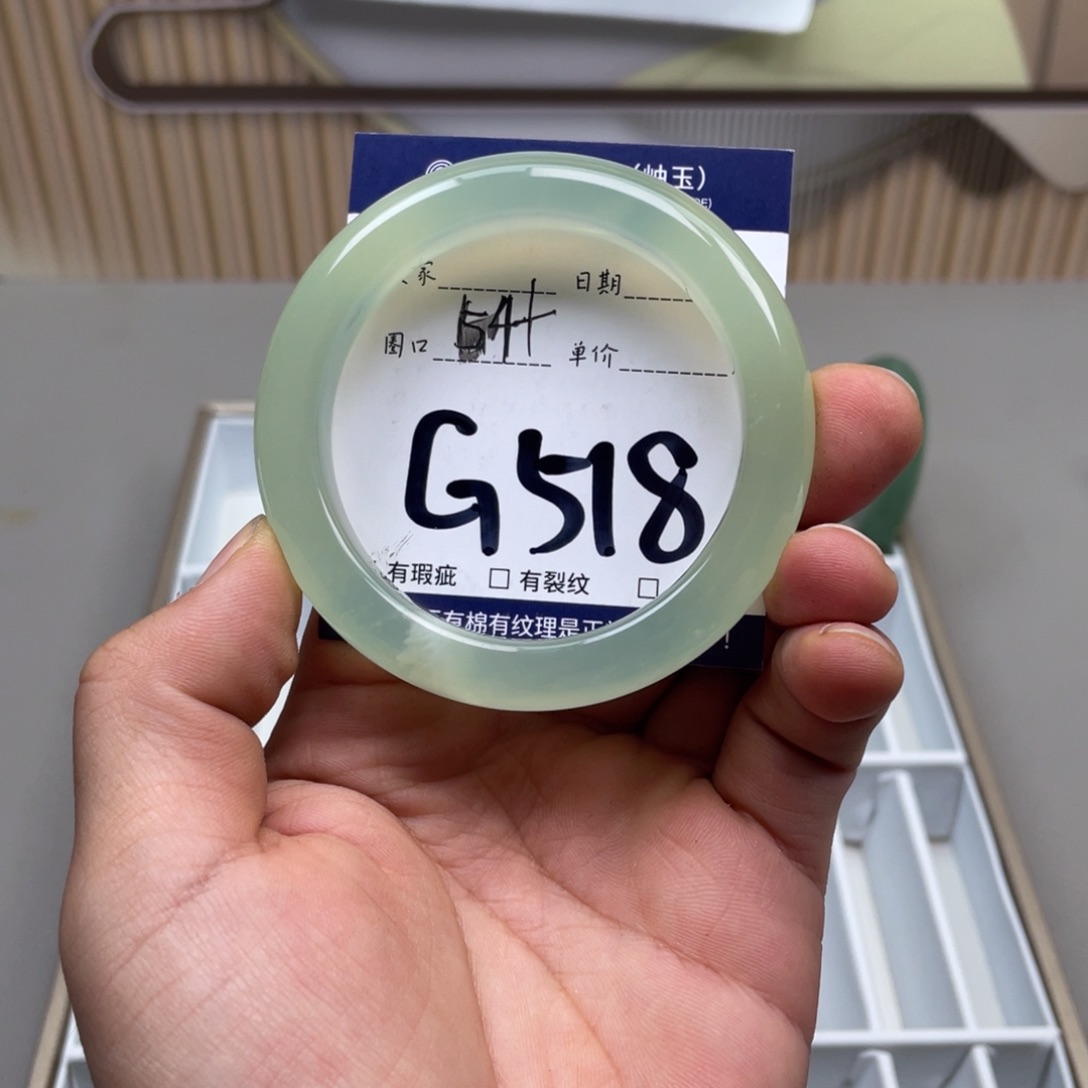 (岫玉)
家 日期
圈口 54+ 单价
G518
有瑕疵 □ 有裂纹 □
有棉有纹理是正 !